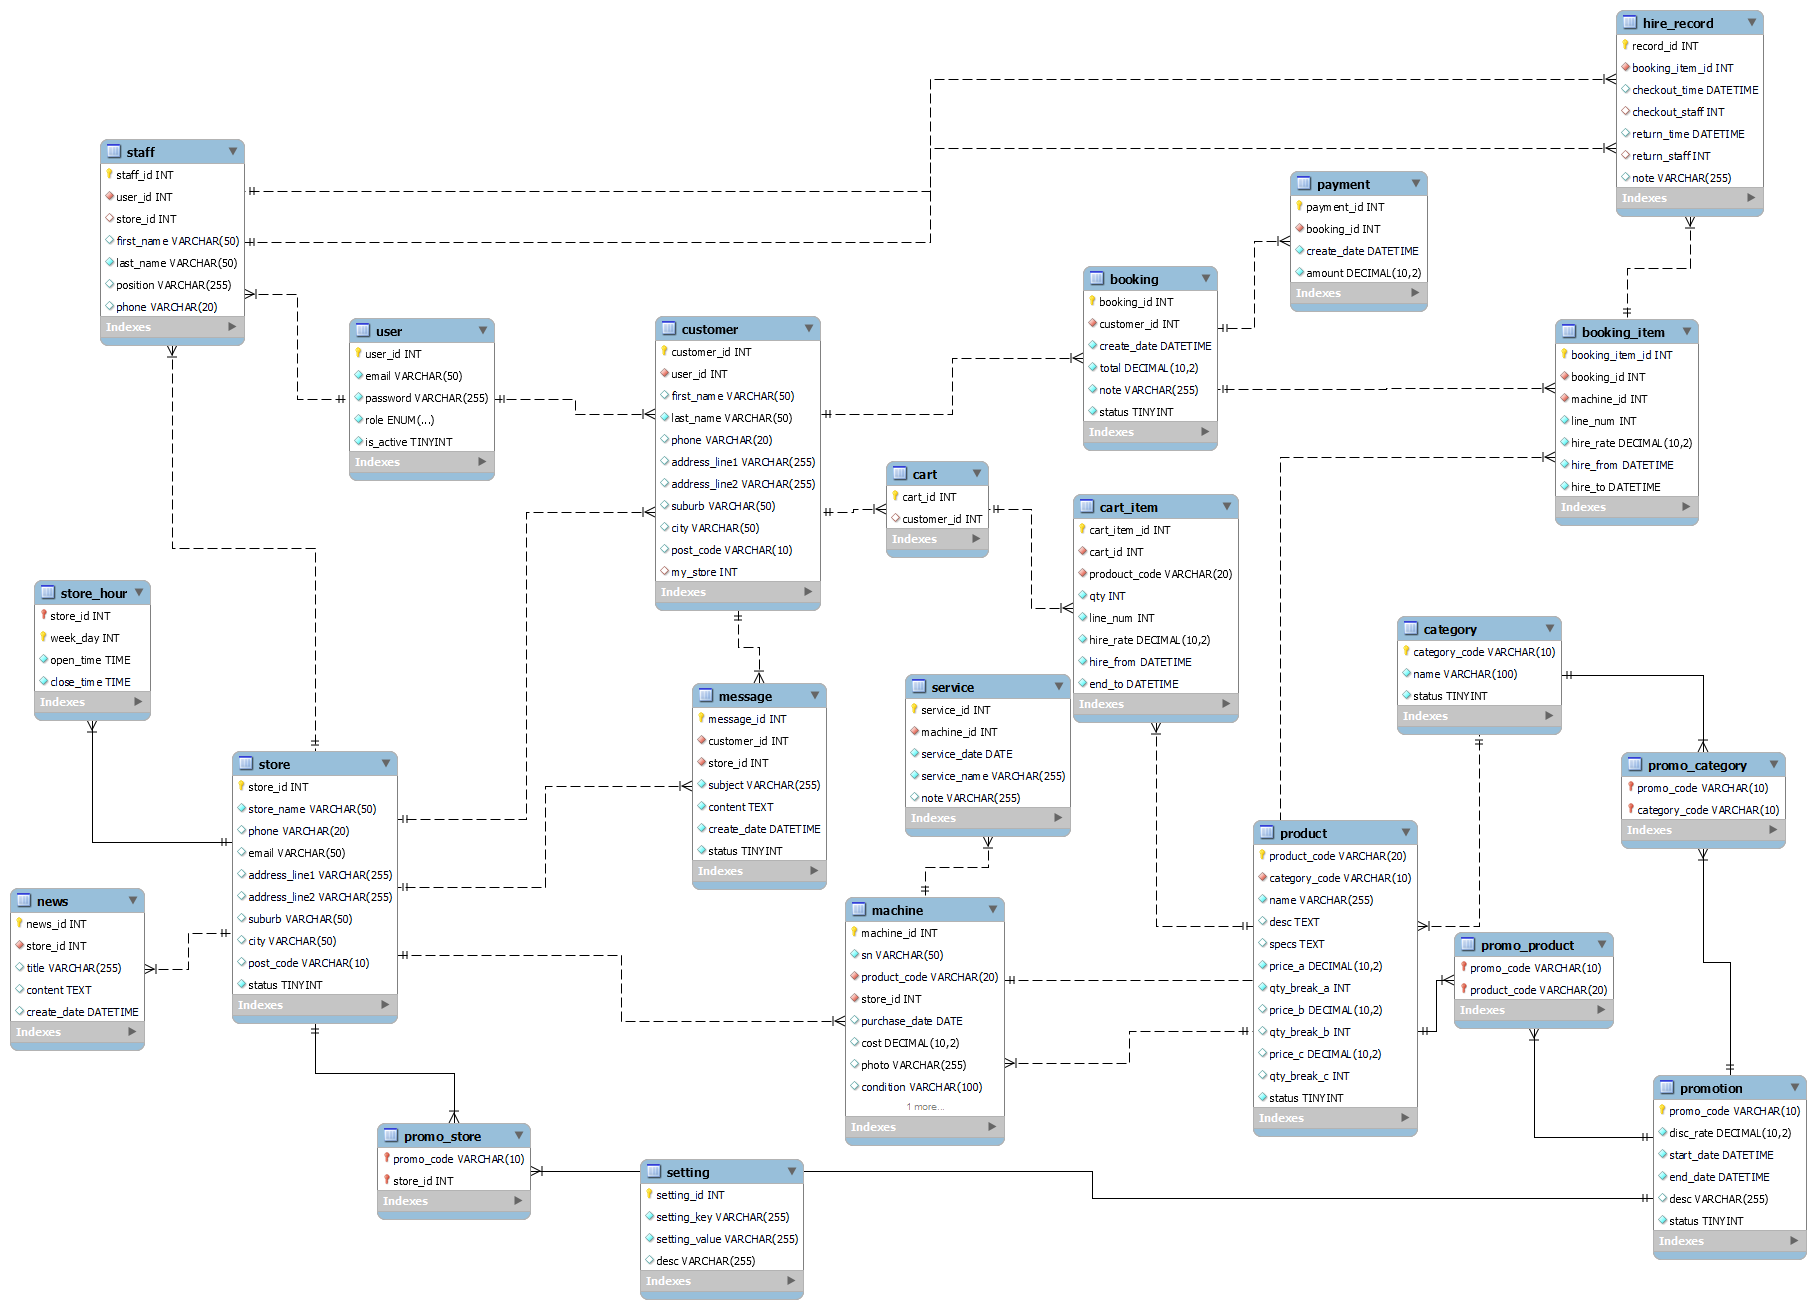 hire_record
record_id INT
booking_item_id INT
checkout_time DATETIME
checkout_staff INT
return_time DATETIME
return_staff INT
note VARCHAR(255)
Indexes
staff
staff_id INT
user_id INT
store_id INT
first_name VARCHAR(50)
last_name VARCHAR(50)
position VARCHAR(255)
phone VARCHAR(20)
Indexes
payment
payment_id INT
booking_id INT
create_date DATETIME
amount DECIMAL(10,2)
Indexes
booking
booking_id INT
customer_id INT
create_date DATETIME
total DECIMAL(10,2)
note VARCHAR(255)
status TINYINT
Indexes
user
user_id INT
email VARCHAR(50)
password VARCHAR(255)
role ENUM(...)
is_active TINYINT
Indexes
customer
customer_id INT
user_id INT
first_name VARCHAR(50)
last_name VARCHAR(50)
phone VARCHAR(20)
address_line1 VARCHAR(255)
address_line2 VARCHAR(255)
suburb VARCHAR(50)
city VARCHAR(50)
post_code VARCHAR(10)
my_store INT
Indexes
booking_item
booking_item_id INT
booking_id INT
machine_id INT
line_num INT
hire_rate DECIMAL(10,2)
hire_from DATETIME
hire_to DATETIME
Indexes
cart
cart_id INT
customer_id INT
Indexes
cart_item
cart_item_id INT
cart_id INT
prodouct_code VARCHAR(20)
qty INT
line_num INT
hire_rate DECIMAL(10,2)
hire_from DATETIME
end_to DATETIME
Indexes
store_hour
store_id INT
week_day INT
open_time TIME
close_time TIME
Indexes
category
category_code VARCHAR(10)
name VARCHAR(100)
status TINYINT
Indexes
message
message_id INT
customer_id INT
store_id INT
subject VARCHAR(255)
content TEXT
create_date DATETIME
status TINYINT
Indexes
service
service_id INT
machine_id INT
service_date DATE
service_name VARCHAR(255)
note VARCHAR(255)
Indexes
store
store_id INT
store_name VARCHAR(50)
phone VARCHAR(20)
email VARCHAR(50)
address_line1 VARCHAR(255)
address_line2 VARCHAR(255)
suburb VARCHAR(50)
city VARCHAR(50)
post_code VARCHAR(10)
status TINYINT
Indexes
promo_category
promo_code VARCHAR(10)
category_code VARCHAR(10)
Indexes
product
product_code VARCHAR(20)
category_code VARCHAR(10)
name VARCHAR(255)
desc TEXT
specs TEXT
price_a DECIMAL(10,2)
qty_break_a INT
price_b DECIMAL(10,2)
qty_break_b INT
price_c DECIMAL(10,2)
qty_break_c INT
status TINYINT
Indexes
news
news_id INT
store_id INT
title VARCHAR(255)
content TEXT
create_date DATETIME
Indexes
machine
machine_id INT
sn VARCHAR(50)
product_code VARCHAR(20)
store_id INT
purchase_date DATE
cost DECIMAL(10,2)
photo VARCHAR(255)
condition VARCHAR(100)
1 more...
Indexes
promo_product
promo_code VARCHAR(10)
product_code VARCHAR(20)
Indexes
promotion
promo_code VARCHAR(10)
disc_rate DECIMAL(10,2)
start_date DATETIME
end_date DATETIME
desc VARCHAR(255)
status TINYINT
Indexes
promo_store
promo_code VARCHAR(10)
store_id INT
Indexes
setting
setting_id INT
setting_key VARCHAR(255)
setting_value VARCHAR(255)
desc VARCHAR(255)
Indexes